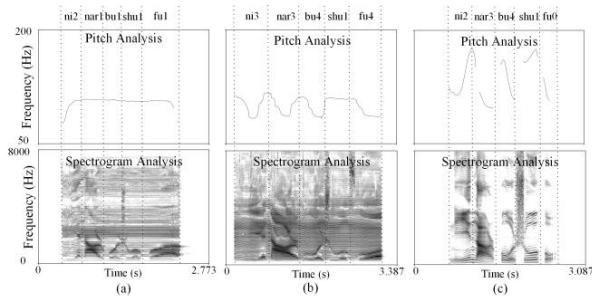 ni2 nar1 bu1 shu1 fu1
ni3 nar3 bu4 shu1 fu4
ni2 nar3 bu4 shu1 fu0
200
Pitch Analysis
Pitch Analysis
Pitch Analysis
Frequency (Hz)
50
8000
Spectrogram Analysis
Spectrogram Analysis
Spectrogram Analysis
Frequency (Hz)
0
0 Time (s) 2.773
0 Time (s) 3.387
0 Time (s) 3.087
(a)
(b)
(c)